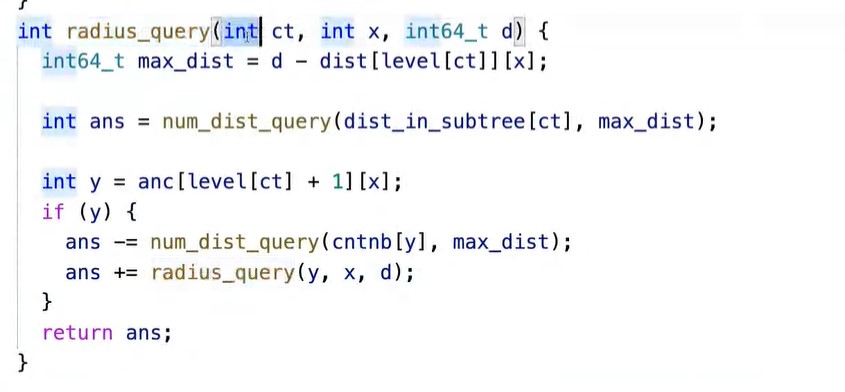 }
int radius_query(int ct, int x, int64_t d) {
  int64_t max_dist = d - dist[level[ct]][x];

  int ans = num_dist_query(dist_in_subtree[ct], max_dist);

  int y = anc[level[ct] + 1][x];
  if (y) {
    ans -= num_dist_query(cntnb[y], max_dist);
    ans += radius_query(y, x, d);
  }
  return ans;
}